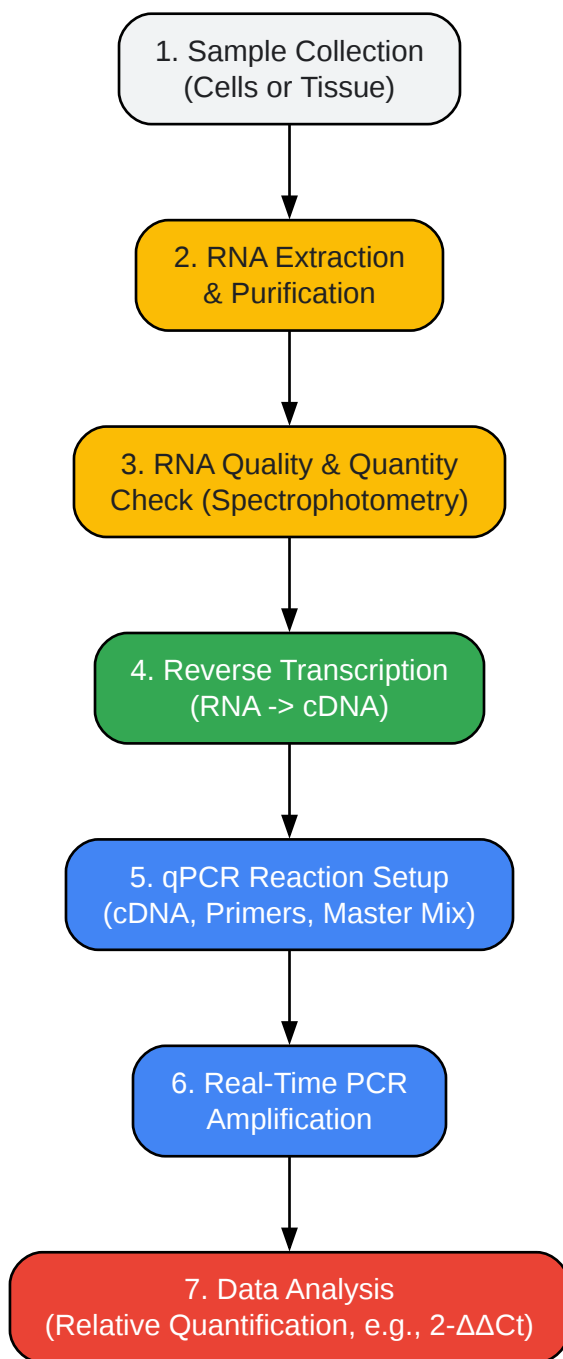 1. Sample Collection
(Cells or Tissue)
2. RNA Extraction
& Purification
3. RNA Quality & Quantity
Check (Spectrophotometry)
4. Reverse Transcription
(RNA -> cDNA)
5. qPCR Reaction Setup
(cDNA, Primers, Master Mix)
6. Real-Time PCR
Amplification
7. Data Analysis
(Relative Quantification, e.g., 2-ΔΔCt)